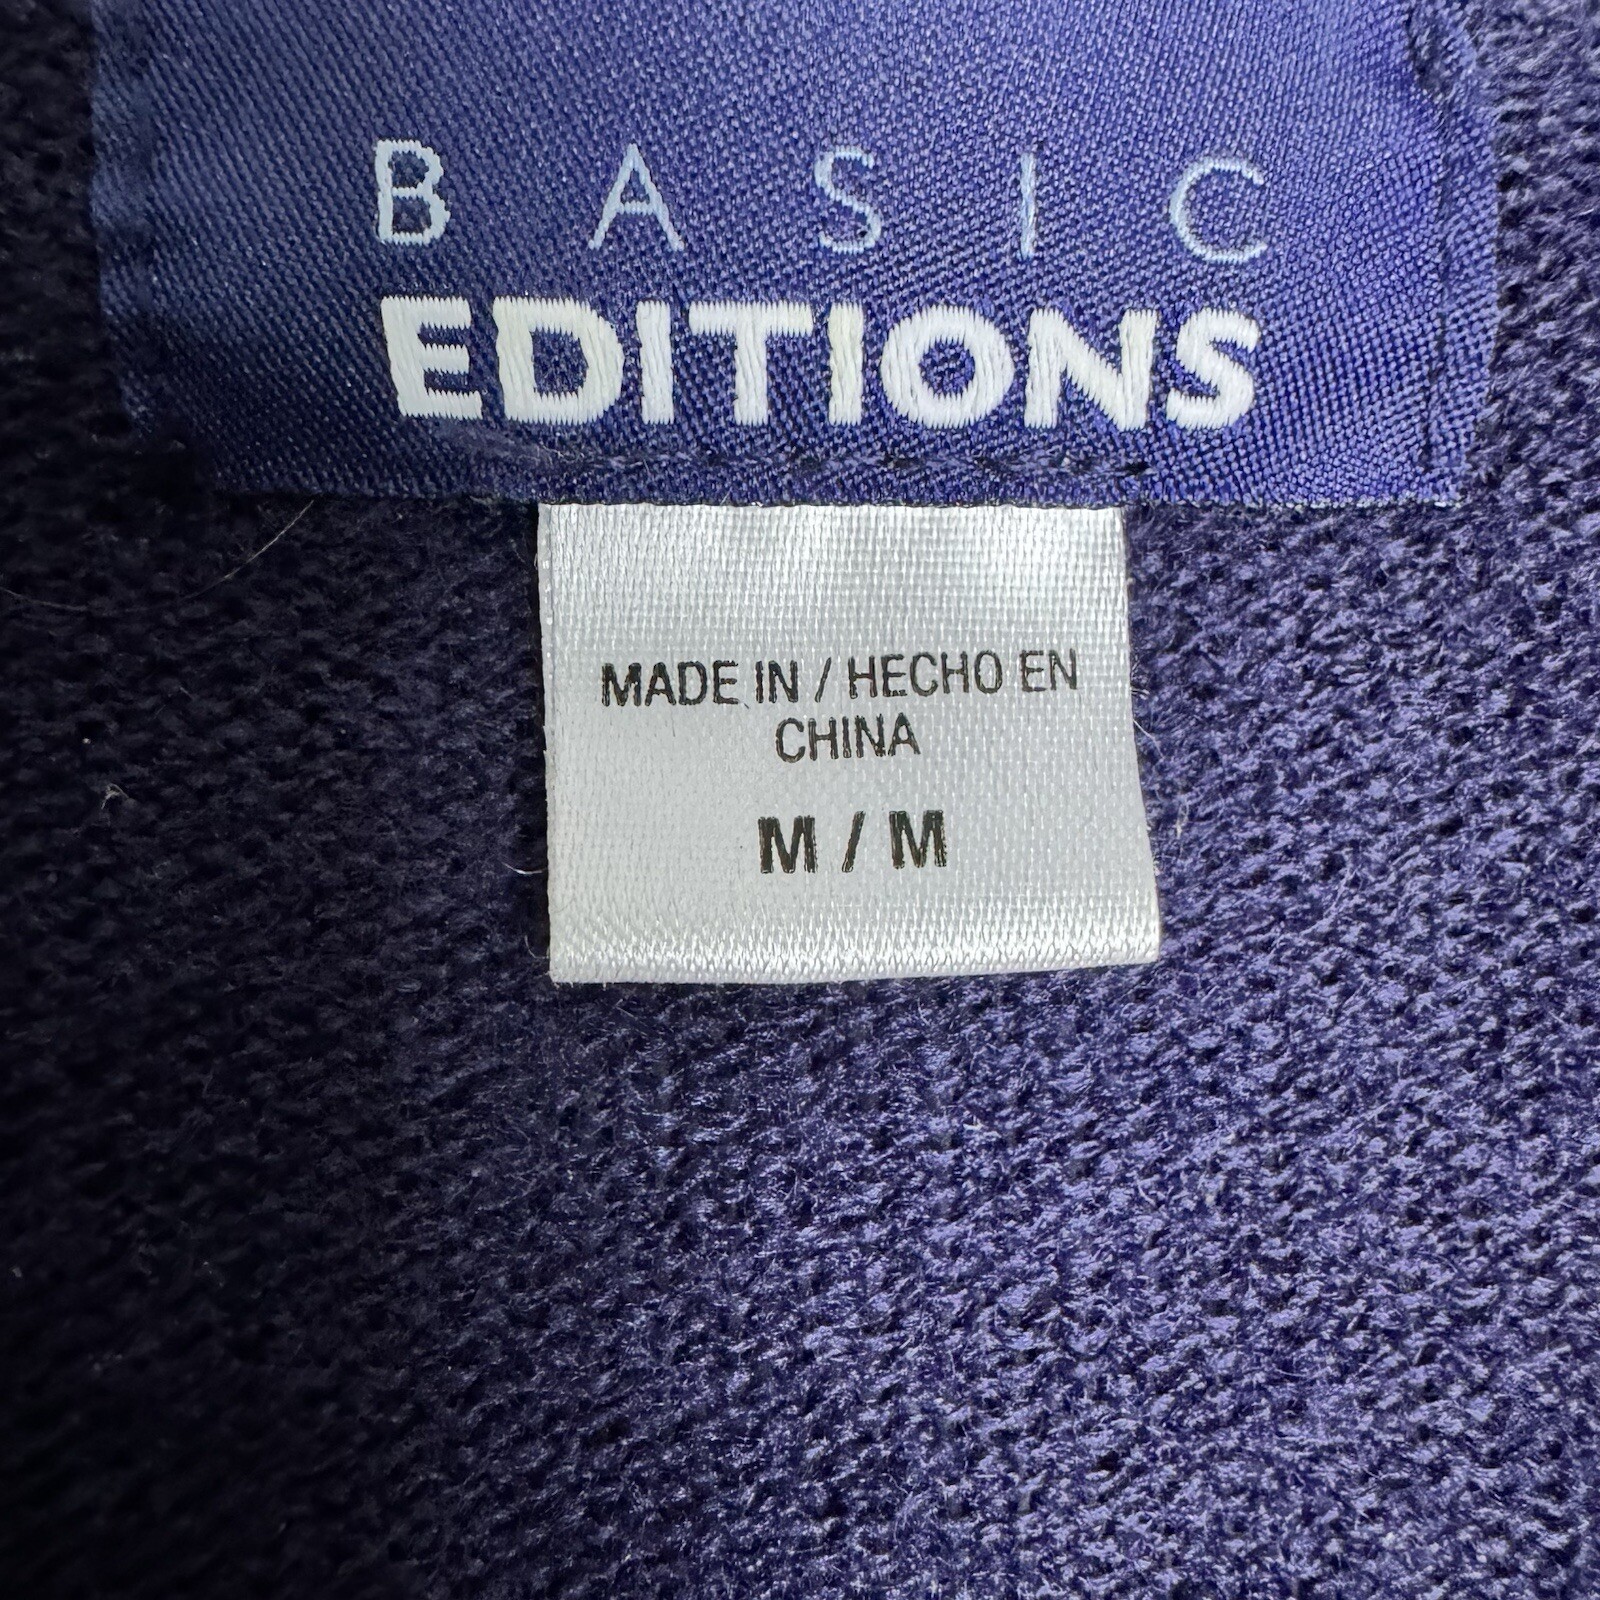 BASIC
EDITIONS
MADE IN / HECHO EN
CHINA
M / M